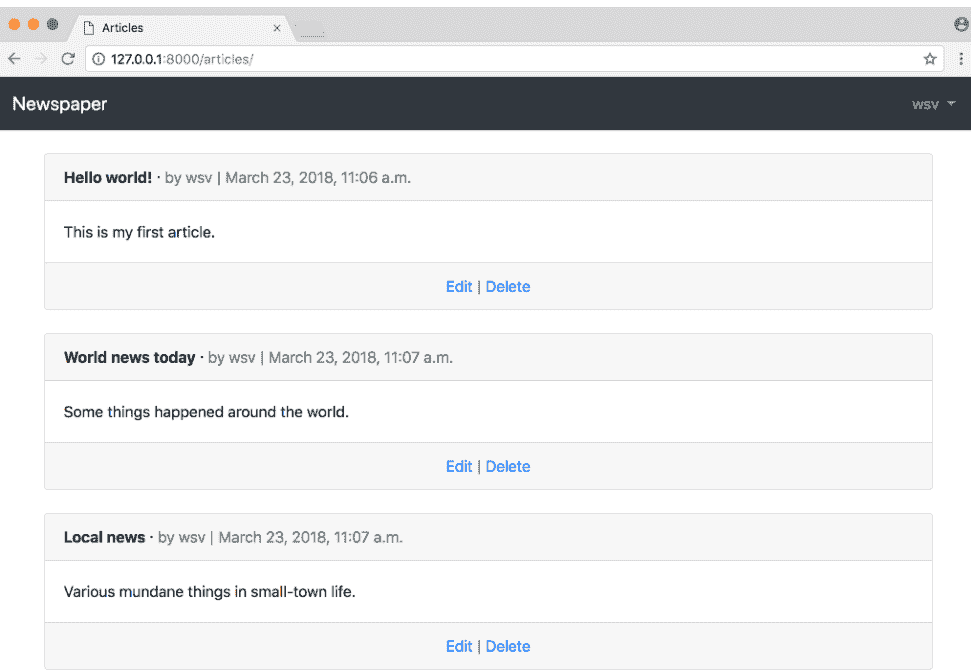 Articles
127.0.0.1:8000/articles/
Newspaper wsv
Hello world! · by wsv | March 23, 2018, 11:06 a.m.
This is my first article.
Edit | Delete
World news today · by wsv | March 23, 2018, 11:07 a.m.
Some things happened around the world.
Edit | Delete
Local news · by wsv | March 23, 2018, 11:07 a.m.
Various mundane things in small-town life.
Edit | Delete